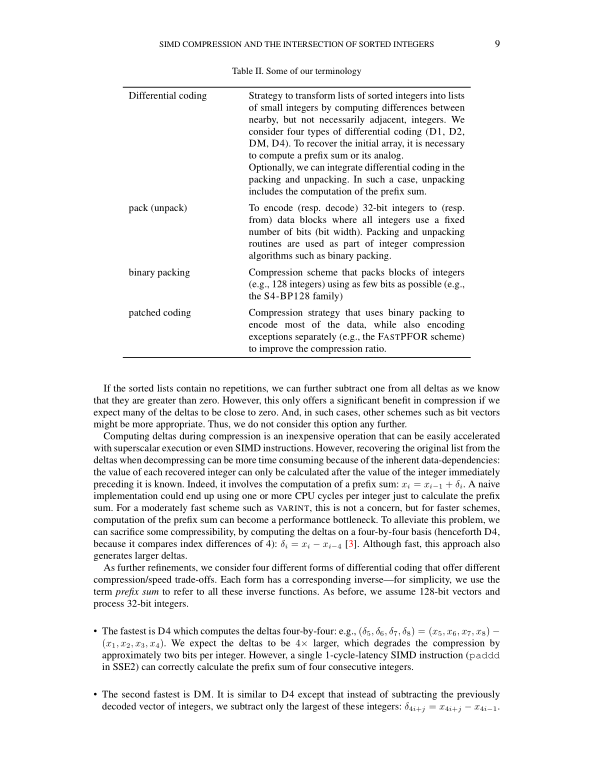 SIMD COMPRESSION AND THE INTERSECTION OF SORTED INTEGERS 9
Table II. Some of our terminology
Differential coding Strategy to transform lists of sorted integers into lists
of small integers by computing differences between
nearby, but not necessarily adjacent, integers. We
consider four types of differential coding (D1, D2,
DM, D4). To recover the initial array, it is necessary
to compute a prefix sum or its analog.
Optionally, we can integrate differential coding in the
packing and unpacking. In such a case, unpacking
includes the computation of the prefix sum.
pack (unpack) To encode (resp. decode) 32-bit integers to (resp.
from) data blocks where all integers use a fixed
number of bits (bit width). Packing and unpacking
routines are used as part of integer compression
algorithms such as binary packing.
binary packing Compression scheme that packs blocks of integers
(e.g., 128 integers) using as few bits as possible (e.g.,
the S4-BP128 family)
patched coding Compression strategy that uses binary packing to
encode most of the data, while also encoding
exceptions separately (e.g., the FASTPFOR scheme)
to improve the compression ratio.
If the sorted lists contain no repetitions, we can further subtract one from all deltas as we know
that they are greater than zero. However, this only offers a significant benefit in compression if we
expect many of the deltas to be close to zero. And, in such cases, other schemes such as bit vectors
might be more appropriate. Thus, we do not consider this option any further.
Computing deltas during compression is an inexpensive operation that can be easily accelerated
with superscalar execution or even SIMD instructions. However, recovering the original list from the
deltas when decompressing can be more time consuming because of the inherent data-dependencies:
the value of each recovered integer can only be calculated after the value of the integer immediately
preceding it is known. Indeed, it involves the computation of a prefix sum: xᵢ = xᵢ₋₁ + δᵢ. A naive
implementation could end up using one or more CPU cycles per integer just to calculate the prefix
sum. For a moderately fast scheme such as VARINT, this is not a concern, but for faster schemes,
computation of the prefix sum can become a performance bottleneck. To alleviate this problem, we
can sacrifice some compressibility, by computing the deltas on a four-by-four basis (henceforth D4,
because it compares index differences of 4): δᵢ = xᵢ − xᵢ₋₄ [3]. Although fast, this approach also
generates larger deltas.
As further refinements, we consider four different forms of differential coding that offer different
compression/speed trade-offs. Each form has a corresponding inverse—for simplicity, we use the
term prefix sum to refer to all these inverse functions. As before, we assume 128-bit vectors and
process 32-bit integers.
• The fastest is D4 which computes the deltas four-by-four: e.g., (δ₅, δ₆, δ₇, δ₈) = (x₅, x₆, x₇, x₈) −
(x₁, x₂, x₃, x₄). We expect the deltas to be 4× larger, which degrades the compression by
approximately two bits per integer. However, a single 1-cycle-latency SIMD instruction (paddd
in SSE2) can correctly calculate the prefix sum of four consecutive integers.
• The second fastest is DM. It is similar to D4 except that instead of subtracting the previously
decoded vector of integers, we subtract only the largest of these integers: δ₄ᵢ₊ⱼ = x₄ᵢ₊ⱼ − x₄ᵢ₋₁.